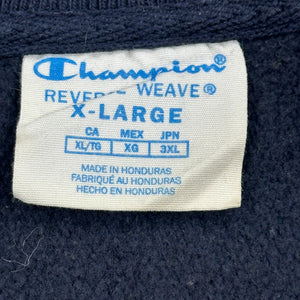 Champion
REVERSE WEAVE®
X-LARGE
CA MEX JPN
XL/TG XG 3XL
MADE IN HONDURAS
FABRIQUÉ AU HONDURAS
HECHO EN HONDURAS